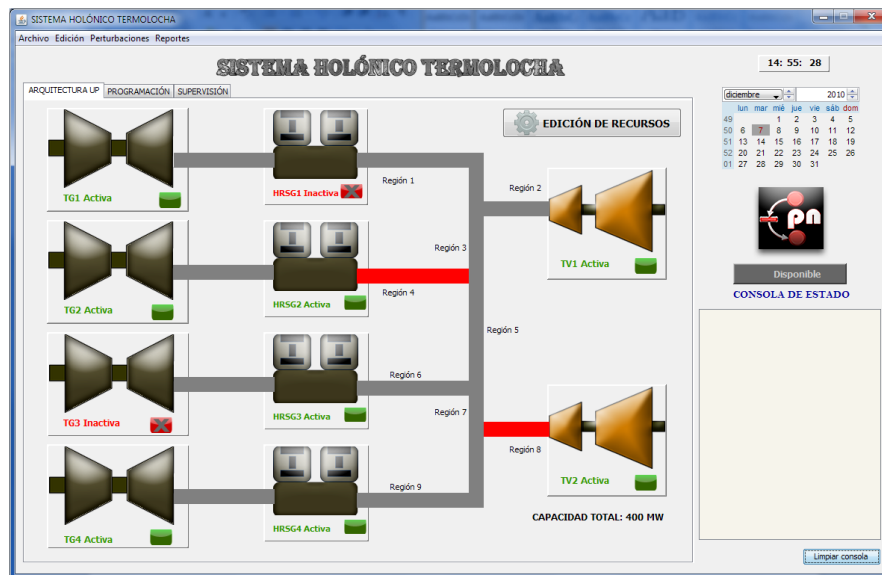 SISTEMA HOLÓNICO TERMOLOCHA
Archivo Edición Perturbaciones Reportes
SISTEMA HOLÓNICO TERMOLOCHA
14: 55: 28
ARQUITECTURA UP PROGRAMACIÓN SUPERVISIÓN
EDICIÓN DE RECURSOS
diciembre 2010
lun mar mié jue vie sáb dom
49 1 2 3 4 5
50 6 7 8 9 10 11 12
51 13 14 15 16 17 18 19
52 20 21 22 23 24 25 26
01 27 28 29 30 31
TG1 Activa
HRSG1 Inactiva
Región 1
Región 2
TV1 Activa
pn
Disponible
CONSOLA DE ESTADO
Región 3
TG2 Activa
HRSG2 Activa
Región 4
Región 5
TG3 Inactiva
HRSG3 Activa
Región 6
Región 7
Región 8
TV2 Activa
TG4 Activa
HRSG4 Activa
Región 9
CAPACIDAD TOTAL: 400 MW
Limpiar consola